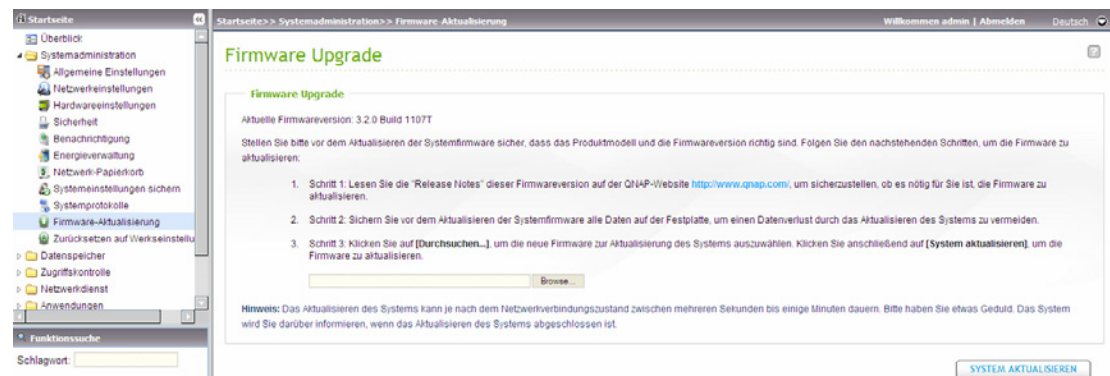 Startseite
Startseite>> Systemadministration>> Firmware-Aktualisierung
Willkommen admin | Abmelden
Deutsch
Überblick
Systemadministration
Allgemeine Einstellungen
Netzwerkeinstellungen
Hardwareeinstellungen
Sicherheit
Benachrichtigung
Energieverwaltung
Netzwerk-Papierkorb
Systemeinstellungen sichern
Systemprotokolle
Firmware-Aktualisierung
Zurücksetzen auf Werkseinstellu
Datenspeicher
Zugriffskontrolle
Netzwerkdienst
Anwendungen
Funktionssuche
Schlagwort:
Firmware Upgrade
Firmware Upgrade
Aktuelle Firmwareversion: 3.2.0 Build 1107T
Stellen Sie bitte vor dem Aktualisieren der Systemfirmware sicher, dass das Produktmodell und die Firmwareversion richtig sind. Folgen Sie den nachstehenden Schritten, um die Firmware zu
aktualisieren:
1. Schritt 1: Lesen Sie die "Release Notes" dieser Firmwareversion auf der QNAP-Website http://www.qnap.com/, um sicherzustellen, ob es nötig für Sie ist, die Firmware zu
aktualisieren.
2. Schritt 2: Sichern Sie vor dem Aktualisieren der Systemfirmware alle Daten auf der Festplatte, um einen Datenverlust durch das Aktualisieren des Systems zu vermeiden.
3. Schritt 3: Klicken Sie auf [Durchsuchen...], um die neue Firmware zur Aktualisierung des Systems auszuwählen. Klicken Sie anschließend auf [System aktualisieren], um die
Firmware zu aktualisieren.
Browse...
Hinweis: Das Aktualisieren des Systems kann je nach dem Netzwerkverbindungszustand zwischen mehreren Sekunden bis einige Minuten dauern. Bitte haben Sie etwas Geduld. Das System
wird Sie darüber informieren, wenn das Aktualisieren des Systems abgeschlossen ist.
SYSTEM AKTUALISIEREN